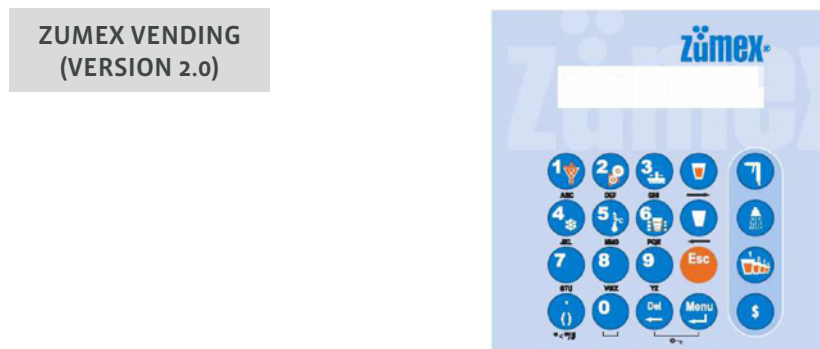 ZUMEX VENDING
(VERSION 2.0)
zümex®
1 2 3
ABC DEF GHI
4 5 6
JKL MNO PQR
7 8 9 Esc
STU VWX YZ
0 Del Menu
$